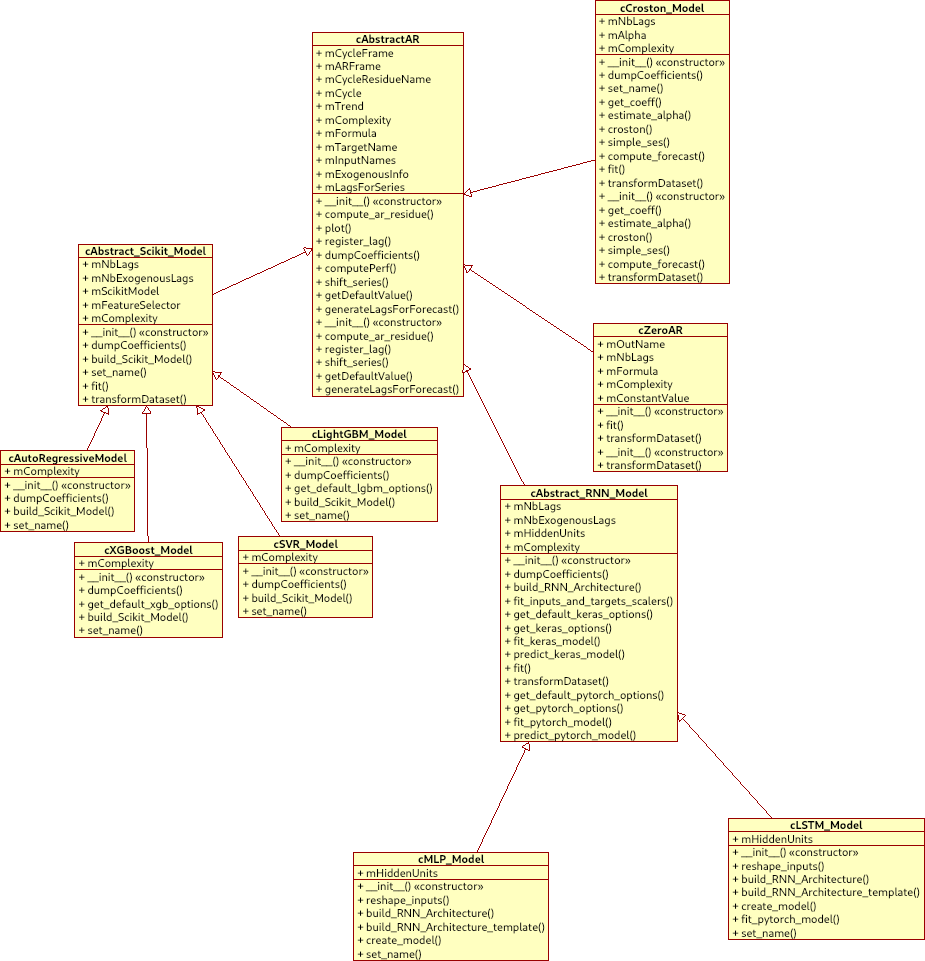 cCroston_Model
+ mNbLags
+ mAlpha
+ mComplexity
+ __init__() «constructor»
+ dumpCoefficients()
+ set_name()
+ get_coeff()
+ estimate_alpha()
+ croston()
+ simple_ses()
+ compute_forecast()
+ fit()
+ transformDataset()
+ __init__() «constructor»
+ get_coeff()
+ estimate_alpha()
+ croston()
+ simple_ses()
+ compute_forecast()
+ transformDataset()
cAbstractAR
+ mCycleFrame
+ mARFrame
+ mCycleResidueName
+ mCycle
+ mTrend
+ mComplexity
+ mFormula
+ mTargetName
+ mInputNames
+ mExogenousInfo
+ mLagsForSeries
+ __init__() «constructor»
+ compute_ar_residue()
+ plot()
+ register_lag()
+ dumpCoefficients()
+ computePerf()
+ shift_series()
+ getDefaultValue()
+ generateLagsForForecast()
+ __init__() «constructor»
+ compute_ar_residue()
+ register_lag()
+ shift_series()
+ getDefaultValue()
+ generateLagsForForecast()
cAbstract_Scikit_Model
+ mNbLags
+ mNbExogenousLags
+ mScikitModel
+ mFeatureSelector
+ mComplexity
+ __init__() «constructor»
+ dumpCoefficients()
+ build_Scikit_Model()
+ set_name()
+ fit()
+ transformDataset()
cZeroAR
+ mOutName
+ mNbLags
+ mFormula
+ mComplexity
+ mConstantValue
+ __init__() «constructor»
+ fit()
+ transformDataset()
+ __init__() «constructor»
+ transformDataset()
cLightGBM_Model
+ mComplexity
+ __init__() «constructor»
+ dumpCoefficients()
+ get_default_lgbm_options()
+ build_Scikit_Model()
+ set_name()
cAutoRegressiveModel
+ mComplexity
+ __init__() «constructor»
+ dumpCoefficients()
+ build_Scikit_Model()
+ set_name()
cXGBoost_Model
+ mComplexity
+ __init__() «constructor»
+ dumpCoefficients()
+ get_default_xgb_options()
+ build_Scikit_Model()
+ set_name()
cSVR_Model
+ mComplexity
+ __init__() «constructor»
+ dumpCoefficients()
+ build_Scikit_Model()
+ set_name()
cAbstract_RNN_Model
+ mNbLags
+ mNbExogenousLags
+ mHiddenUnits
+ mComplexity
+ __init__() «constructor»
+ dumpCoefficients()
+ build_RNN_Architecture()
+ fit_inputs_and_targets_scalers()
+ get_default_keras_options()
+ get_keras_options()
+ fit_keras_model()
+ predict_keras_model()
+ fit()
+ transformDataset()
+ get_default_pytorch_options()
+ get_pytorch_options()
+ fit_pytorch_model()
+ predict_pytorch_model()
cMLP_Model
+ mHiddenUnits
+ __init__() «constructor»
+ reshape_inputs()
+ build_RNN_Architecture()
+ build_RNN_Architecture_template()
+ create_model()
+ set_name()
cLSTM_Model
+ mHiddenUnits
+ __init__() «constructor»
+ reshape_inputs()
+ build_RNN_Architecture()
+ build_RNN_Architecture_template()
+ create_model()
+ fit_pytorch_model()
+ set_name()